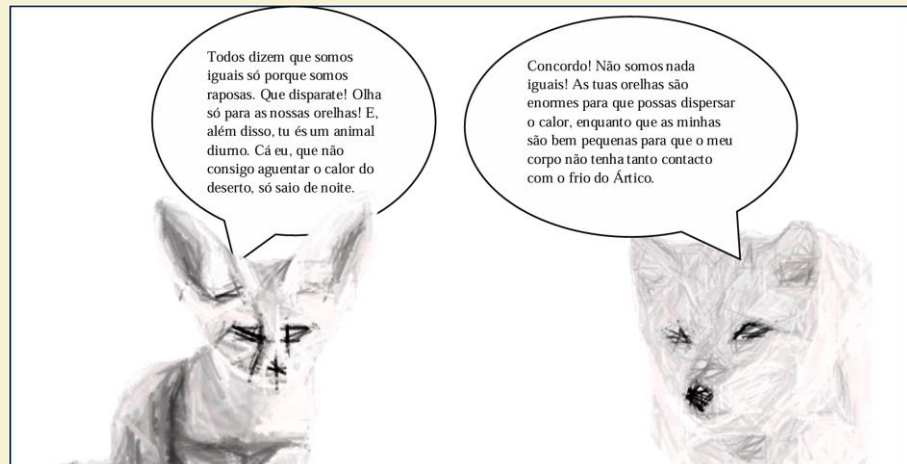 Todos dizem que somos
iguais só porque somos
raposas. Que disparate! Olha
só para as nossas orelhas! E,
além disso, tu és um animal
diurno. Cá eu, que não
consigo aguentar o calor do
deserto, só saio de noite.
Concordo! Não somos nada
iguais! As tuas orelhas são
enormes para que possas dispersar
o calor, enquanto que as minhas
são bem pequenas para que o meu
corpo não tenha tanto contacto
com o frio do Ártico.